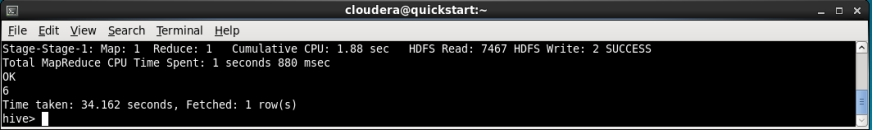 cloudera@quickstart:~
File Edit View Search Terminal Help
Stage-Stage-1: Map: 1  Reduce: 1   Cumulative CPU: 1.88 sec   HDFS Read: 7467 HDFS Write: 2 SUCCESS
Total MapReduce CPU Time Spent: 1 seconds 880 msec
OK
6
Time taken: 34.162 seconds, Fetched: 1 row(s)
hive>